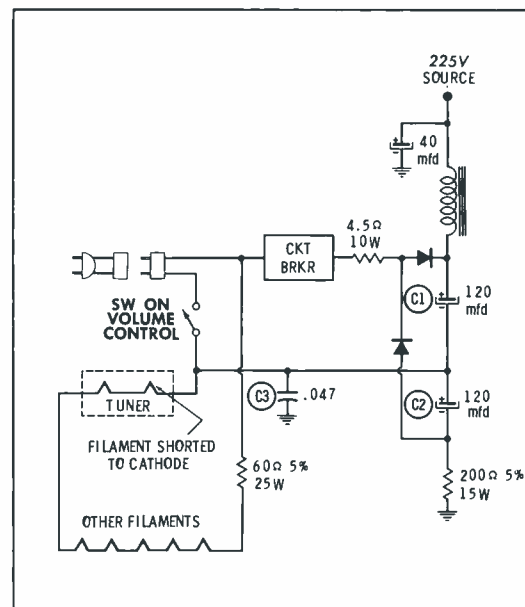 225V
SOURCE
40
mfd
4.5Ω
10W
CKT
BRKR
C1
120
mfd
SW ON
VOLUME
CONTROL
C3
.047
C2
120
mfd
TUNER
FILAMENT SHORTED
TO CATHODE
60Ω 5%
25W
200Ω 5%
15W
OTHER FILAMENTS